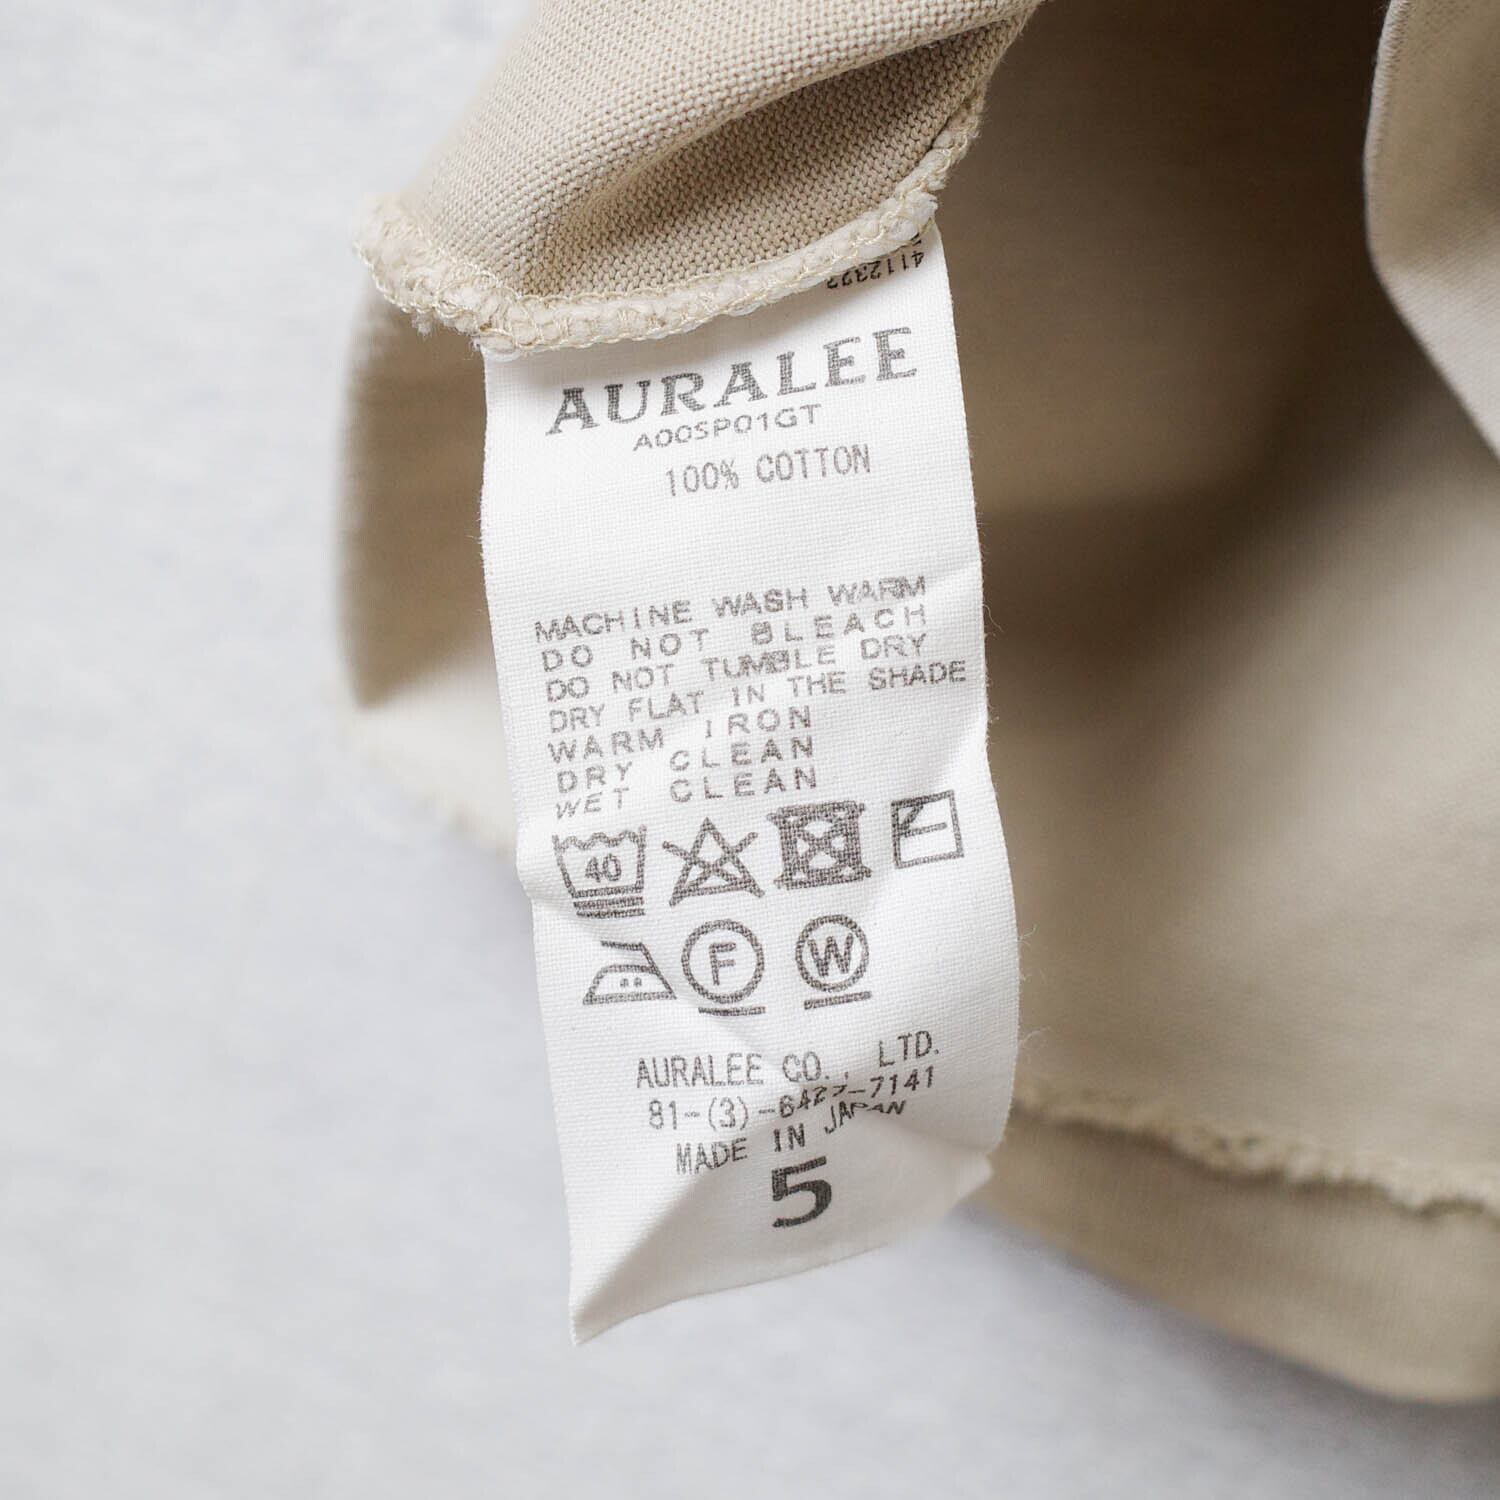 4112322
AURALEE
A00SP01GT
100% COTTON
MACHINE WASH WARM
DO NOT BLEACH
DO NOT TUMBLE DRY
DRY FLAT IN THE SHADE
WARM IRON
DRY CLEAN
WET CLEAN
40
F W
AURALEE CO., LTD.
81-(3)-6427-7141
MADE IN JAPAN
5